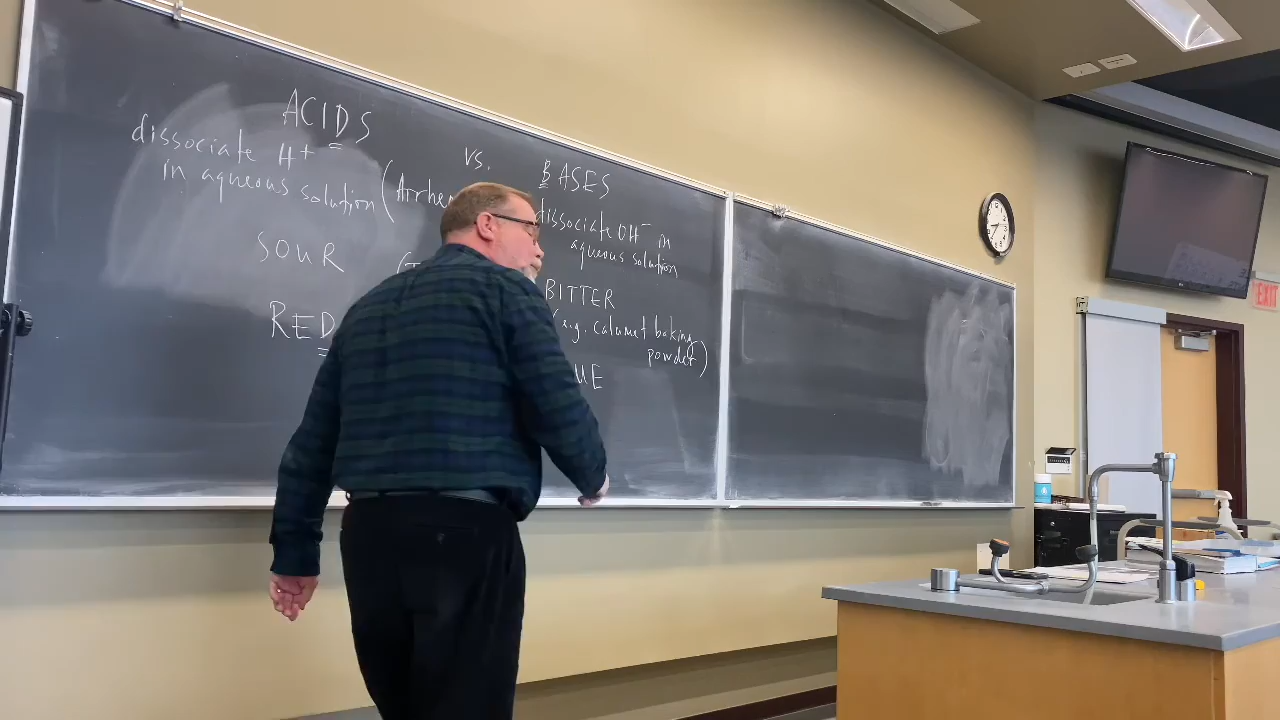 ACIDS
vs.
BASES
dissociate H+
in aqueous solution (Arrhen
dissociate OH- in
aqueous solution
SOUR
BITTER
(e.g. calumet baking
powder)
RED
UE
EXIT